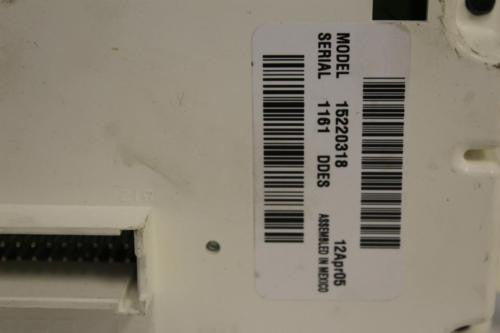 MODEL 15220318 12Apr05
SERIAL 1161 DDES ASSEMBLED IN MEXICO